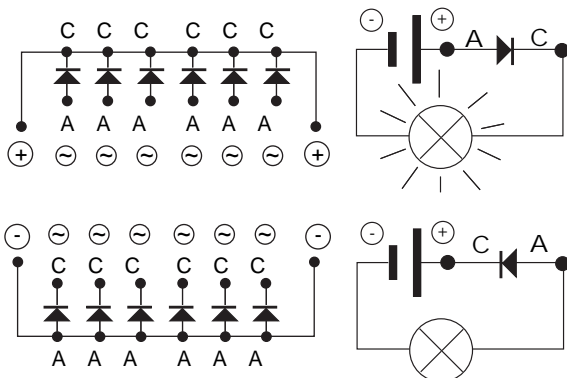 C C C C C C
A A A A A A
+ ~ ~ ~ ~ ~ ~ +
- +
A C
- ~ ~ ~ ~ ~ ~ -
C C C C C C
A A A A A A
- +
C A